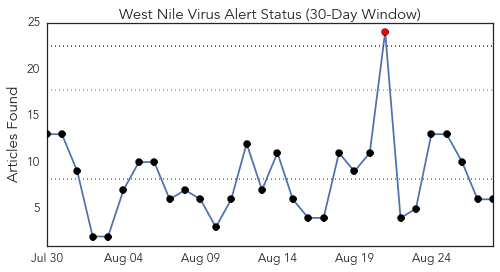 West Nile Virus Alert Status (30-Day Window)
25
20
15
10
5
Articles Found
Jul 30 Aug 04 Aug 09 Aug 14 Aug 19 Aug 24